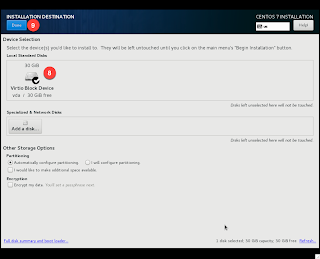 INSTALLATION DESTINATION
CENTOS 7 INSTALLATION
Done
9
Help!
Device Selection
Select the device(s) you'd like to install to. They will be left untouched until you click on the main menu's "Begin Installation" button.
Local Standard Disks
30 GiB
8
Virtio Block Device
vda / 30 GiB free
Disks left unselected here will not be touched
Specialized & Network Disks
Add a disk...
Disks left unselected here will not be touched
Other Storage Options
Partitioning
Automatically configure partitioning. I will configure partitioning.
I would like to make additional space available.
Encryption
Encrypt my data. You'll set a passphrase next.
Full disk summary and boot loader...
1 disk selected; 30 GiB capacity; 30 GiB free Refresh...